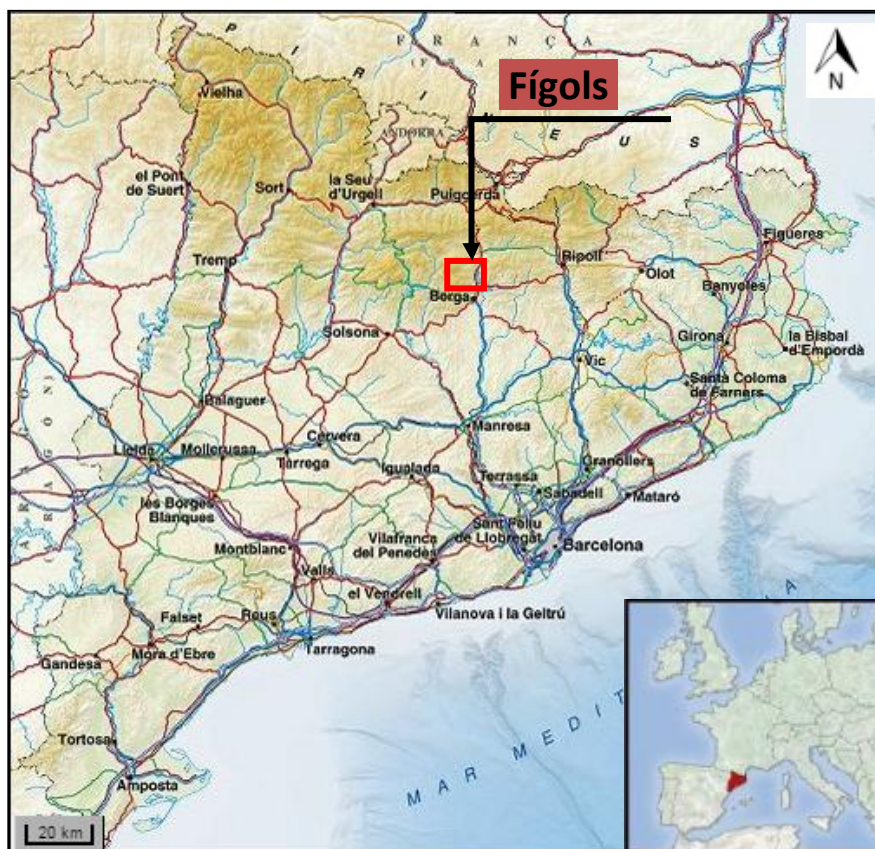 P I R I N E U S
F R A N Ç A
N
Fígols
Vielha
ANDORRA
el Pont
de Suert
Sort
la Seu
d'Urgell
Puigcerdà
Tremp
Ripoll
Figueres
Olot
Banyoles
Berga
Solsona
Girona
la Bisbal
d'Empordà
Vic
Santa Coloma
de Farners
Balaguer
Manresa
Cervera
Lleida
Mollerussa
Tàrrega
Igualada
Terrassa
Granollers
Sabadell
Mataró
les Borges
Blanques
Sant Feliu
de Llobregat
Vilafranca
del Penedès
Montblanc
Barcelona
Valls
el Vendrell
Vilanova i la Geltrú
Falset
Reus
Móra d'Ebre
Tarragona
Gandesa
Tortosa
Amposta
MAR MEDIT
A
20 km